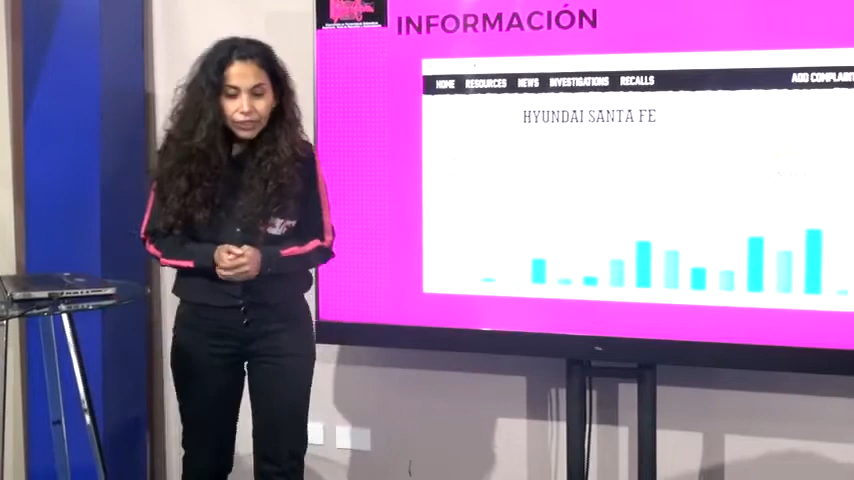 INFORMACIÓN
HOME RESOURCES NEWS INVESTIGATIONS RECALLS ADD COMPLAINT
HYUNDAI SANTA FE